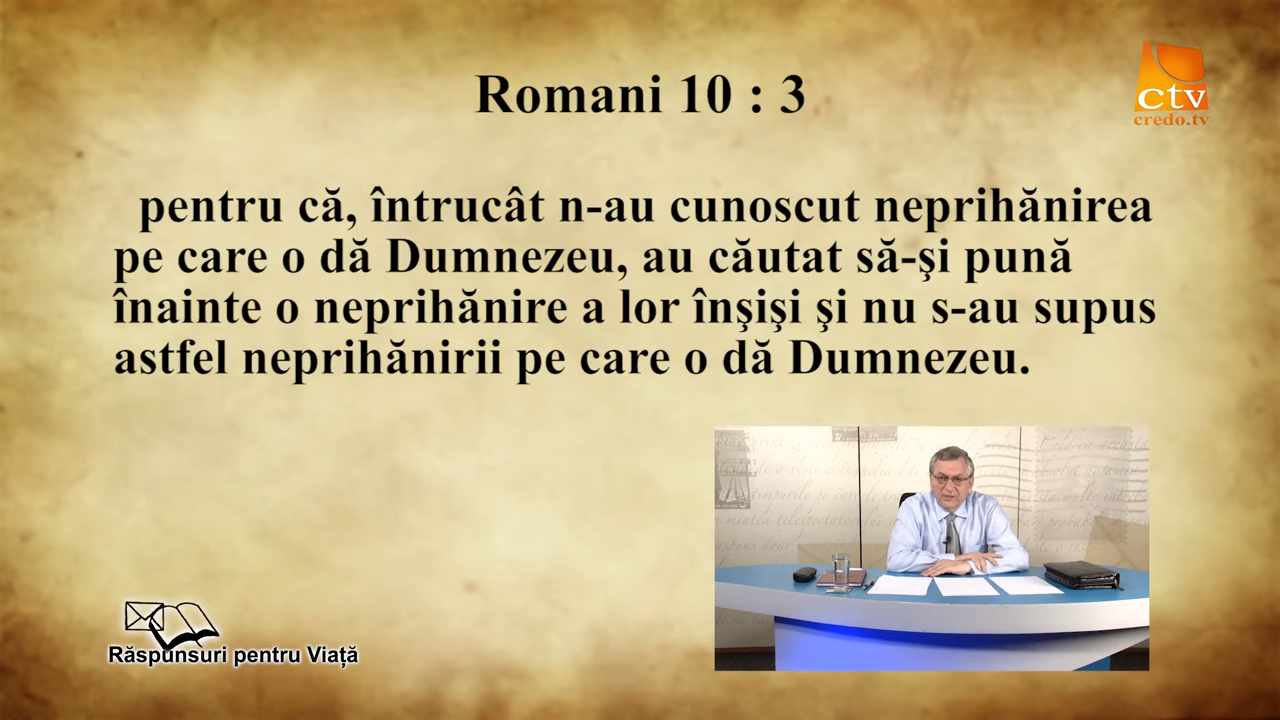 Romani 10 : 3
ctv
credo.tv
pentru că, întrucât n-au cunoscut neprihănirea
pe care o dă Dumnezeu, au căutat să-şi pună
înainte o neprihănire a lor înşişi şi nu s-au supus
astfel neprihănirii pe care o dă Dumnezeu.
Răspunsuri pentru Viață